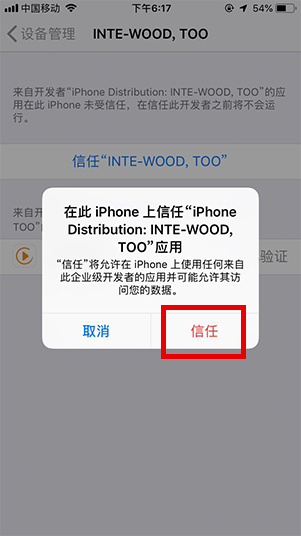 中国移动 下午6:17 54%
设备管理 INTE-WOOD, TOO
来自开发者“iPhone Distribution: INTE-WOOD, TOO”的应
用在此 iPhone 未受信任，在信任此开发者之前将不会运
行。
信任“INTE-WOOD, TOO”
来自开
TOO”
在此 iPhone 上信任“iPhone
Distribution: INTE-WOOD,
TOO”应用
“信任”将允许在 iPhone 上使用任何来自
此企业级开发者的应用并可能允许其访
问您的数据。
验证
取消 信任